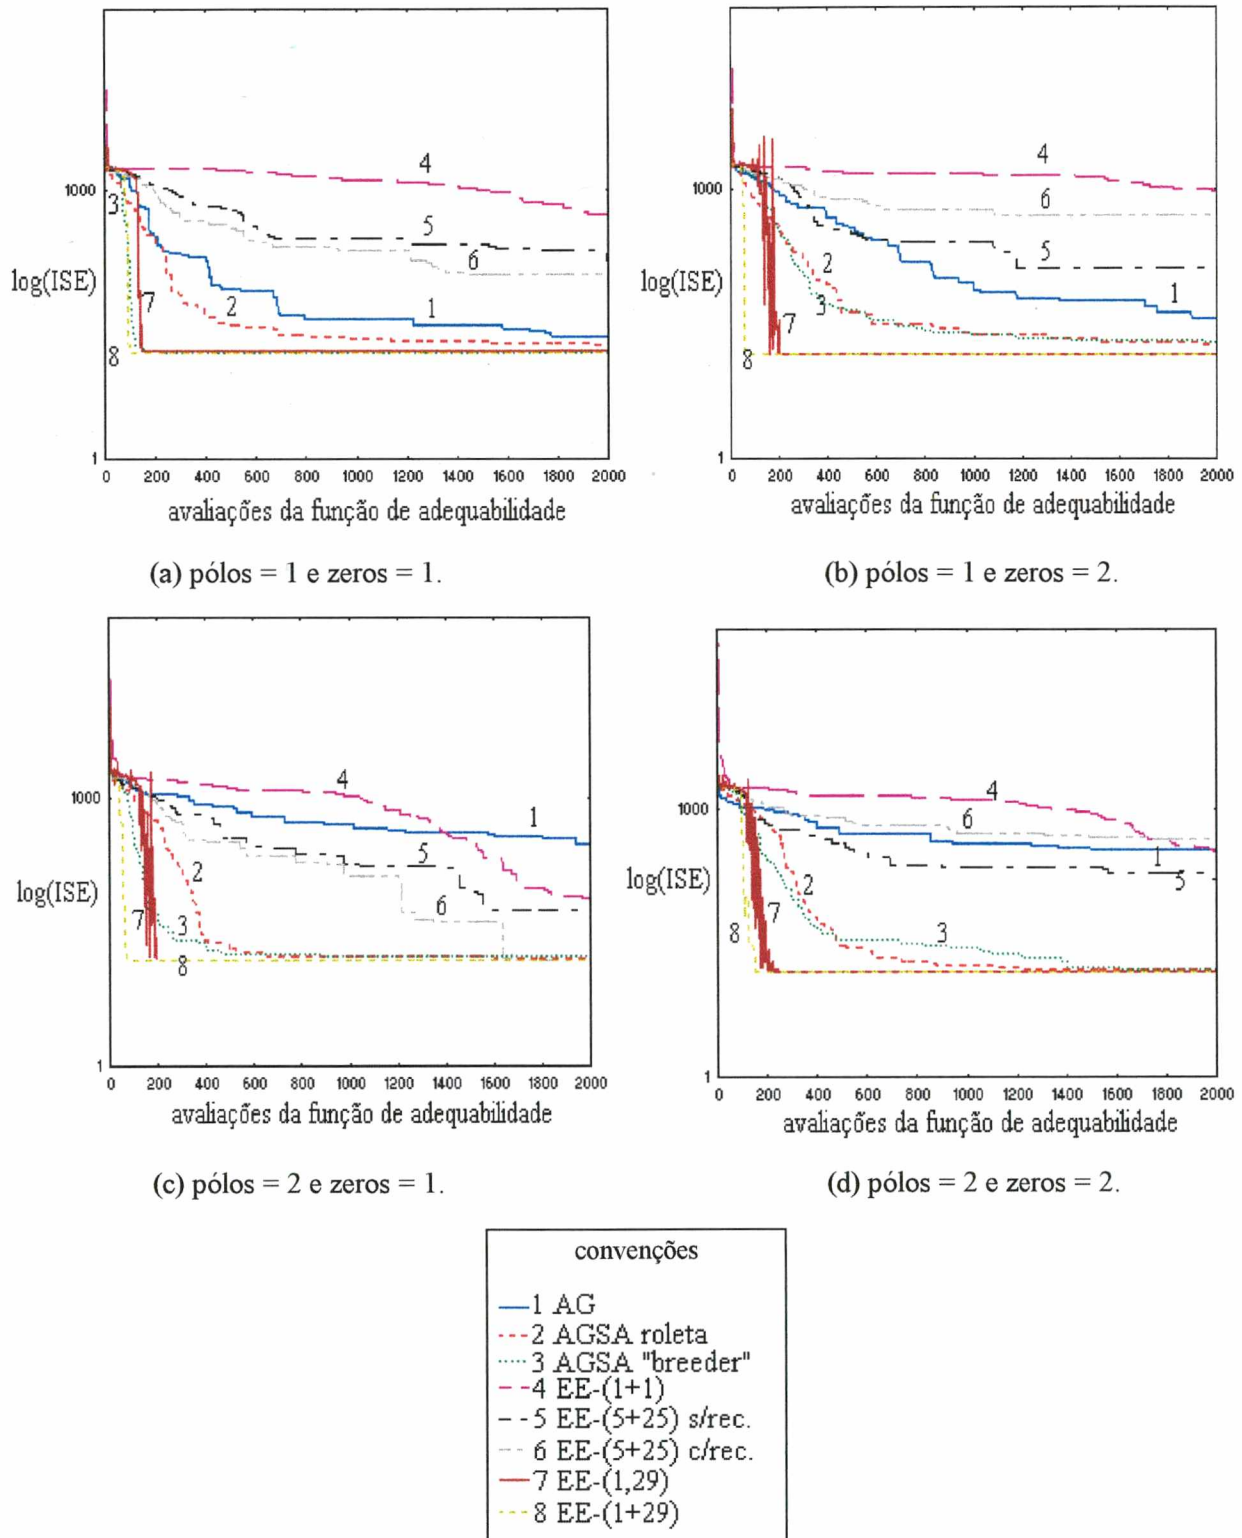 1000
log(ISE)
1
0 200 400 600 800 1000 1200 1400 1600 1800 2000
avaliações da função de adequabilidade
3
4
5
6
7
2
1
8
(a) pólos = 1 e zeros = 1.
1000
log(ISE)
1
0 200 400 600 800 1000 1200 1400 1600 1800 2000
avaliações da função de adequabilidade
4
6
5
2
3
1
7
8
(b) pólos = 1 e zeros = 2.
1000
log(ISE)
1
0 200 400 600 800 1000 1200 1400 1600 1800 2000
avaliações da função de adequabilidade
4
1
5
2
6
7
3
8
(c) pólos = 2 e zeros = 1.
1000
log(ISE)
1
0 200 400 600 800 1000 1200 1400 1600 1800 2000
avaliações da função de adequabilidade
4
6
1
5
2
7
8
3
(d) pólos = 2 e zeros = 2.
convenções
1 AG
2 AGSA roleta
3 AGSA "breeder"
4 EE-(1+1)
5 EE-(5+25) s/rec.
6 EE-(5+25) c/rec.
7 EE-(1,29)
8 EE-(1+29)